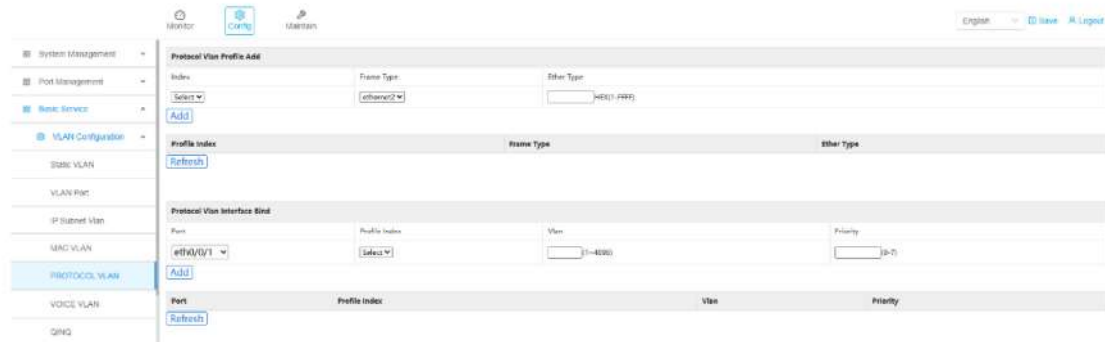 Monitor
Config
Maintain
English
Save
Logout
System Management
Port Management
Basic Service
VLAN Configuration
Static VLAN
VLAN Port
IP Subnet Vlan
MAC VLAN
PROTOCOL VLAN
VOICE VLAN
QINQ
Protocol Vlan Profile Add
Index Frame Type Ether Type
Select ethernet2 HEX(1-FFFF)
Add
Profile Index Frame Type Ether Type
Refresh
Protocol Vlan Interface Bind
Port Profile Index Vlan Priority
eth0/0/1 Select (1~4094) (0-7)
Add
Port Profile Index Vlan Priority
Refresh